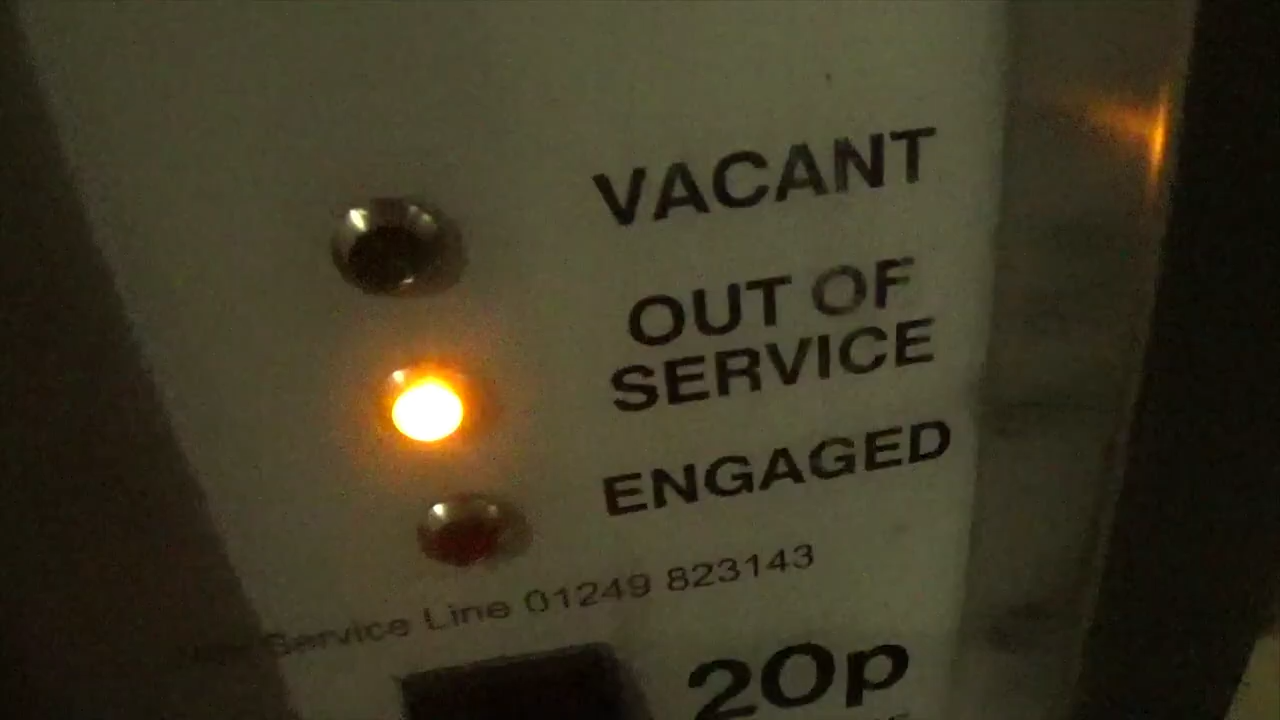 VACANT
OUT OF
SERVICE
ENGAGED
Service Line 01249 823143
20p